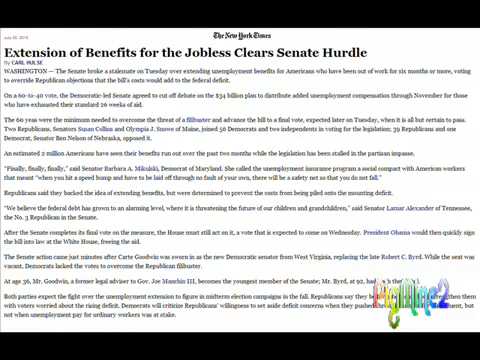 July 20, 2010
The New York Times
Extension of Benefits for the Jobless Clears Senate Hurdle
By CARL HULSE
WASHINGTON — The Senate broke a stalemate on Tuesday over extending unemployment benefits for Americans who have been out of work for six months or more, voting
to override Republican objections that the bill's costs would add to the federal deficit.
On a 60-to-40 vote, the Democratic-led Senate agreed to cut off debate on the $34 billion plan to distribute added unemployment compensation through November for those
who have exhausted their standard 26 weeks of aid.
The 60 yeas were the minimum needed to overcome the threat of a filibuster and advance the bill to a final vote, expected later on Tuesday, when it is all but certain to pass.
Two Republicans, Senators Susan Collins and Olympia J. Snowe of Maine, joined 56 Democrats and two independents in voting for the legislation; 39 Republicans and one
Democrat, Senator Ben Nelson of Nebraska, opposed it.
An estimated 2 million Americans have seen their benefits run out over the past two months while the legislation has been stalled in the partisan impasse.
"Finally, finally, finally," said Senator Barbara A. Mikulski, Democrat of Maryland. She called the unemployment insurance program a social compact with American workers
that meant "when you hit a speed bump and have to be laid off through no fault of your own, there will be a safety net so that you do not fall."
Republicans said they backed the idea of extending benefits, but were determined to prevent the costs from being piled onto the mounting deficit.
"We believe the federal debt has grown to an alarming level, where it is threatening the future of our children and grandchildren," said Senator Lamar Alexander of Tennessee,
the No. 3 Republican in the Senate.
After the Senate completes its final vote on the measure, the House must still act on it, a vote that is expected to come on Wednesday. President Obama would then quickly sign
the bill into law at the White House, freeing the aid.
The Senate action came just minutes after Carte Goodwin was sworn in as the new Democratic senator from West Virginia, replacing the late Robert C. Byrd. While the seat was
vacant, Democrats lacked the votes to overcome the Republican filibuster.
At age 36, Mr. Goodwin, a former legal adviser to Gov. Joe Manchin III, becomes the youngest member of the Senate; Mr. Byrd, at 92, had
Both parties expect the fight over the unemployment extension to figure in midterm election campaigns in the fall. Republicans say they them
with voters worried about the rising deficit. Democrats will criticize Republicans' willingness to set aside deficit concerns when they pushed
but not when unemployment pay for ordinary workers was at stake.